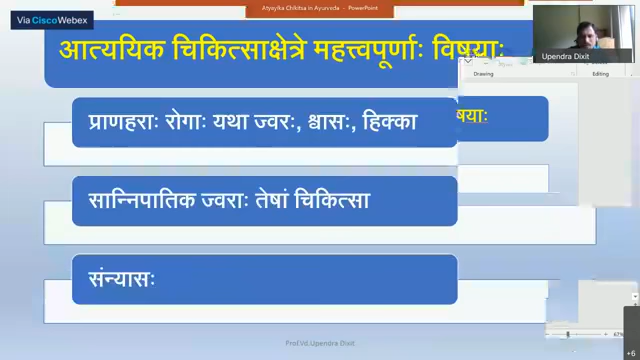 Via Cisco Webex
Atyayika Chikitsa in Ayurveda - PowerPoint
आत्ययिक चिकित्साक्षेत्रे महत्त्वपूर्णाः विषयाः
Upendra Dixit
Drawing
Editing
प्राणहराः रोगाः यथा ज्वरः, श्वासः, हिक्का
षयाः
सान्निपातिक ज्वराः तेषां चिकित्सा
संन्यासः
Prof.Vd.Upendra Dixit
62%
+6